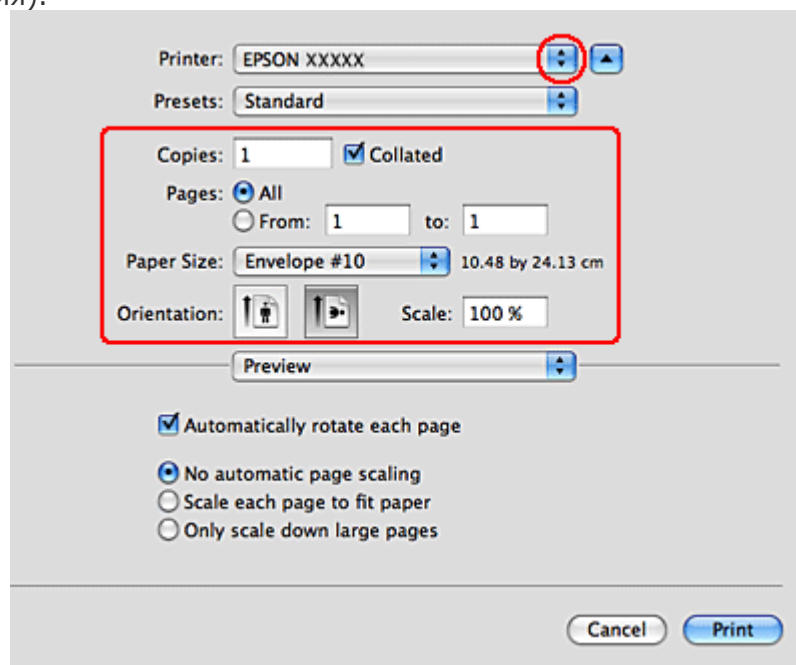 ия).
Printer: EPSON XXXXX
Presets: Standard
Copies: 1 Collated
Pages: All
From: 1 to: 1
Paper Size: Envelope #10 10.48 by 24.13 cm
Orientation: Scale: 100 %
Preview
Automatically rotate each page
No automatic page scaling
Scale each page to fit paper
Only scale down large pages
Cancel Print